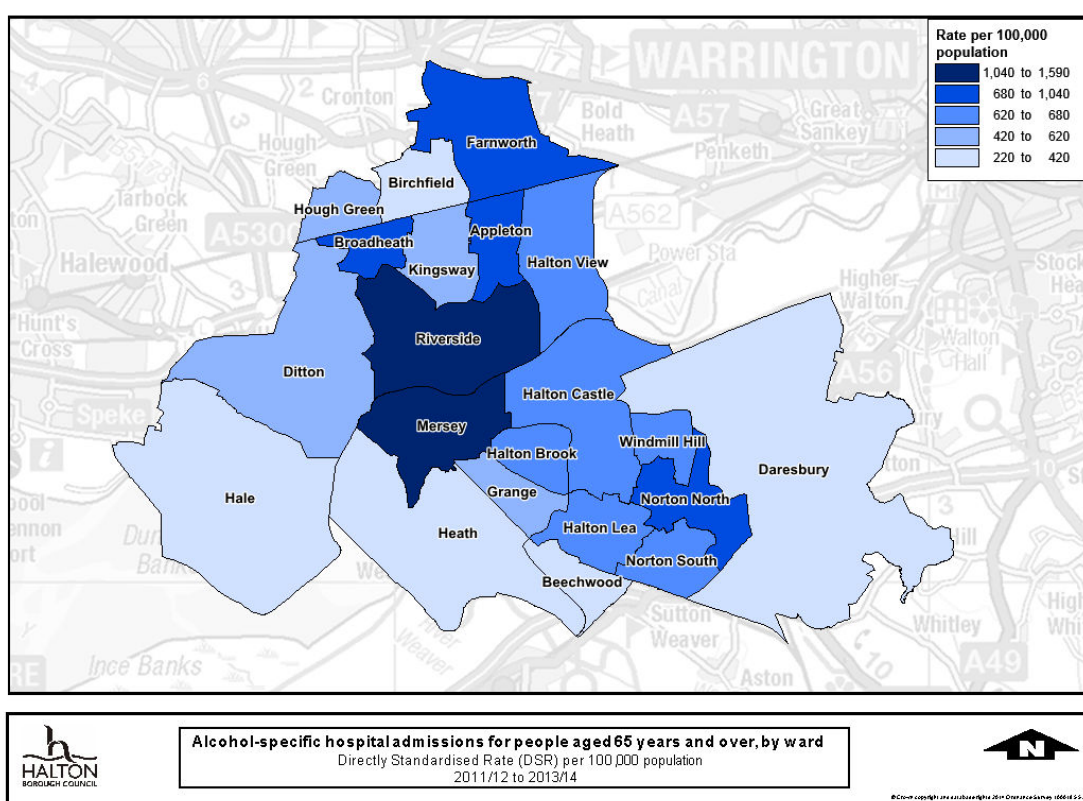 Rate per 100,000
population
1,040 to 1,590
680 to 1,040
620 to 680
420 to 620
220 to 420
WARRINGTON
Cronton
Bold
Heath
Great
Sankey
A57
Penketh
Hough
Green
Farnworth
Birchfield
Tarbock
Green
Hough Green
A562
A5300
Broadheath
Appleton
Power Sta
Halewood
Kingsway
Halton View
Canal
Higher
Walton
Hunt's
Cross
Riverside
Walton
Hall
Ditton
A56
Halton Castle
Speke
Mersey
Windmill Hill
Halton Brook
Daresbury
Hale
Grange
Norton North
Heath
Halton Lea
Norton South
Beechwood
Sutton
Weaver
Whitley
River
Weaver
Ince Banks
Aston
A49
HALTON
BOROUGH COUNCIL
Alcohol-specific hospital admissions for people aged 65 years and over, by ward
Directly Standardised Rate (DSR) per 100,000 population
2011/12 to 2013/14
N